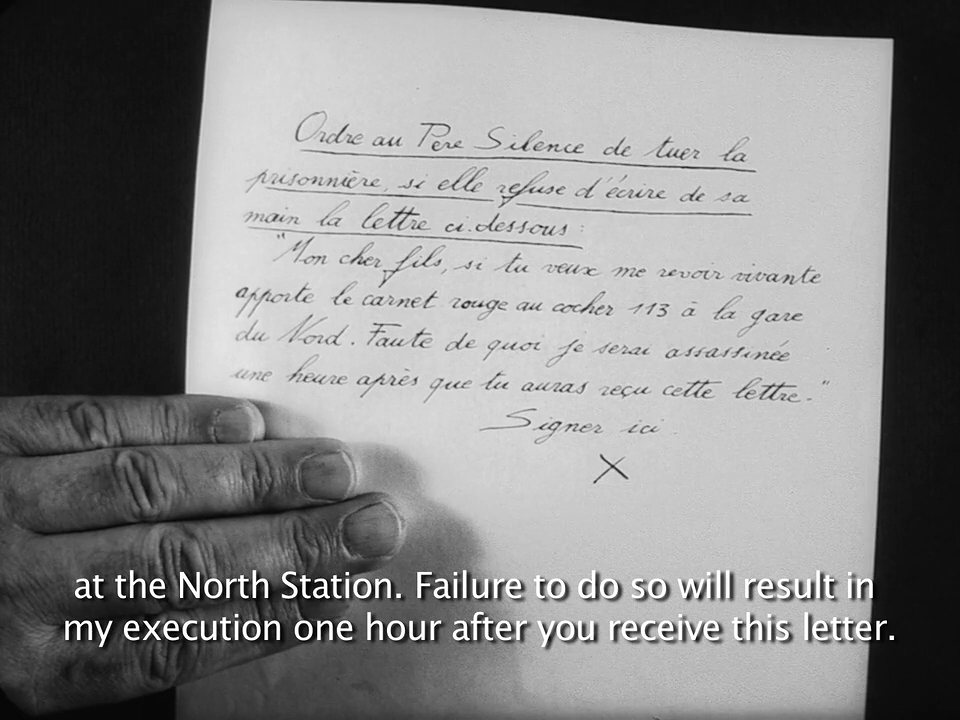 Ordre au Père Silence de tuer la
prisonnière, si elle refuse d'écrire de sa
main la lettre ci-dessous :
"Mon cher fils, si tu veux me revoir vivante
apporte le carnet rouge au cocher 113 à la gare
du Nord. Faute de quoi je serai assassinée
une heure après que tu auras reçu cette lettre."
Signer ici
X
at the North Station. Failure to do so will result in
my execution one hour after you receive this letter.